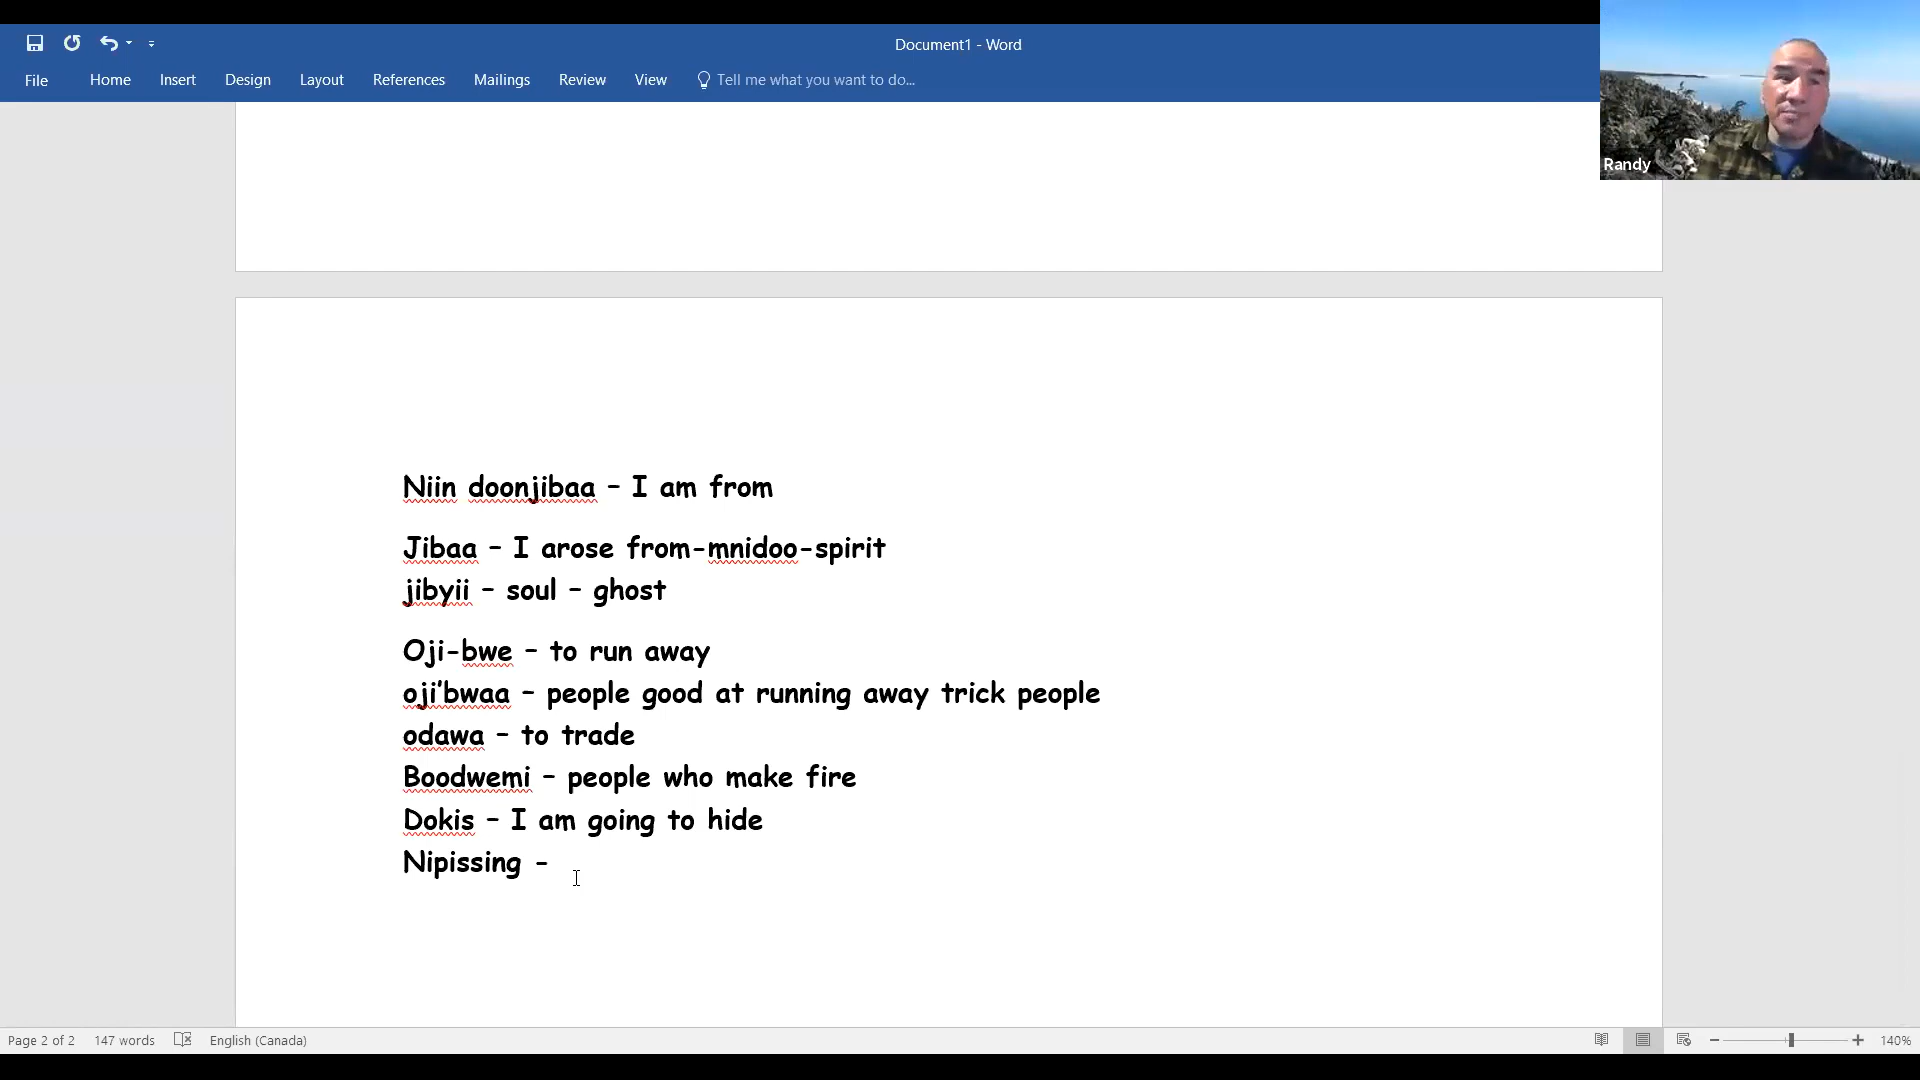 Document1 - Word
File Home Insert Design Layout References Mailings Review View Tell me what you want to do...
Randy
Niin doonjibaa – I am from
Jibaa – I arose from-mnidoo-spirit
jibyii – soul – ghost
Oji-bwe – to run away
oji’bwaa – people good at running away trick people
odawa – to trade
Boodwemi – people who make fire
Dokis – I am going to hide
Nipissing -
Page 2 of 2 147 words English (Canada) 140%